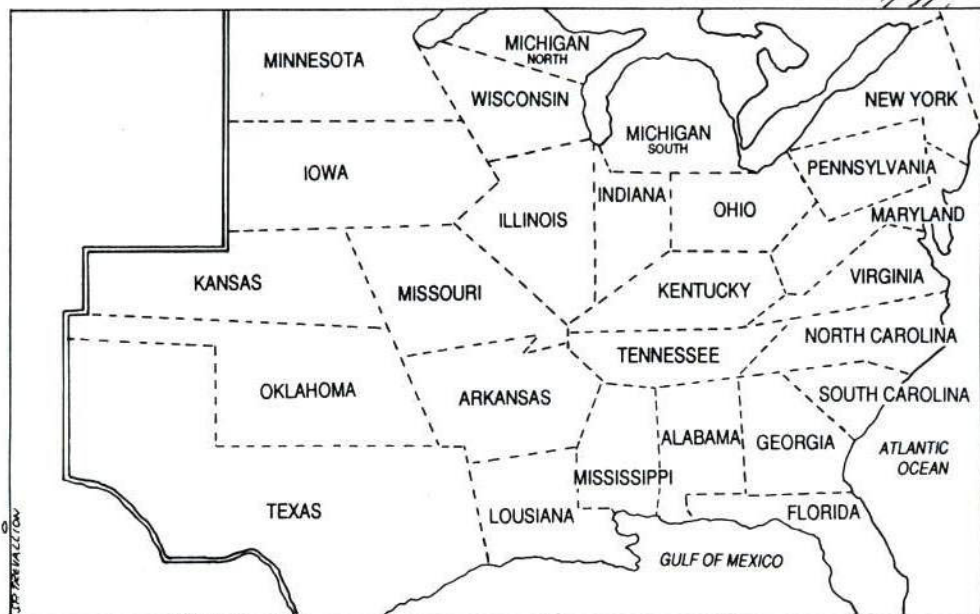 MINNESOTA
MICHIGAN
NORTH
WISCONSIN
NEW YORK
MICHIGAN
SOUTH
IOWA
PENNSYLVANIA
INDIANA
ILLINOIS
OHIO
MARYLAND
KANSAS
MISSOURI
KENTUCKY
VIRGINIA
TENNESSEE
NORTH CAROLINA
OKLAHOMA
ARKANSAS
SOUTH CAROLINA
ALABAMA
GEORGIA
ATLANTIC
OCEAN
MISSISSIPPI
TEXAS
LOUSIANA
FLORIDA
GULF OF MEXICO